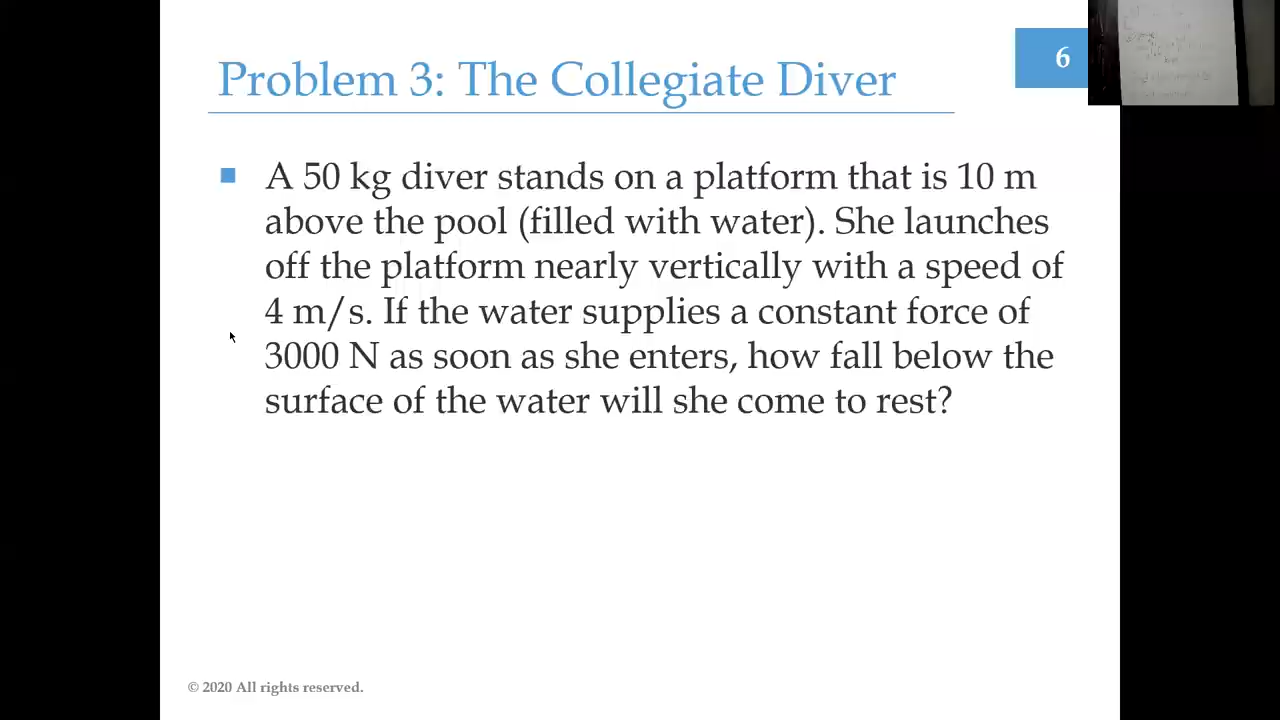 Problem 3: The Collegiate Diver
6
A 50 kg diver stands on a platform that is 10 m
above the pool (filled with water). She launches
off the platform nearly vertically with a speed of
4 m/s. If the water supplies a constant force of
3000 N as soon as she enters, how fall below the
surface of the water will she come to rest?
© 2020 All rights reserved.